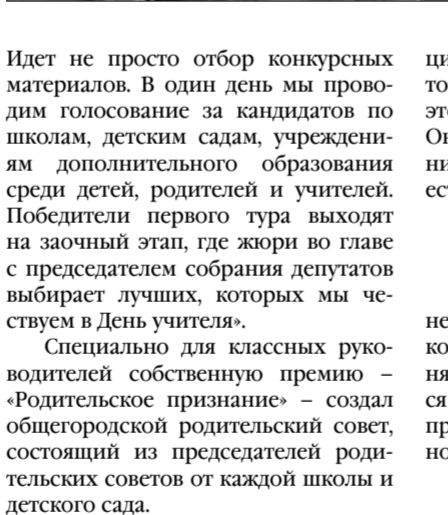 Идет не просто отбор конкурсных
материалов. В один день мы прово-
дим голосование за кандидатов по
школам, детским садам, учреждени-
ям дополнительного образования
среди детей, родителей и учителей.
Победители первого тура выходят
на заочный этап, где жюри во главе
с председателем собрания депутатов
выбирает лучших, которых мы че-
ствуем в День учителя».
Специально для классных руко-
водителей собственную премию –
«Родительское признание» – создал
общегородской родительский совет,
состоящий из председателей роди-
тельских советов от каждой школы и
детского сада.